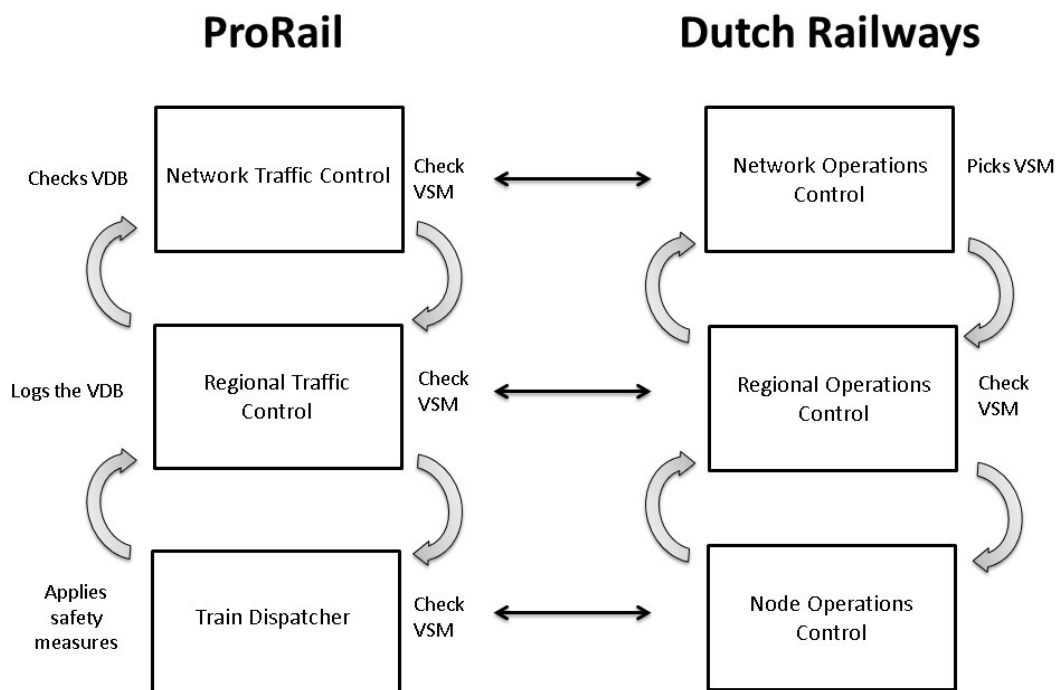 ProRail
Dutch Railways
Checks VDB
Network Traffic Control
Check
VSM
Network Operations
Control
Picks VSM
Logs the VDB
Regional Traffic
Control
Check
VSM
Regional Operations
Control
Check
VSM
Applies
safety
measures
Train Dispatcher
Check
VSM
Node Operations
Control